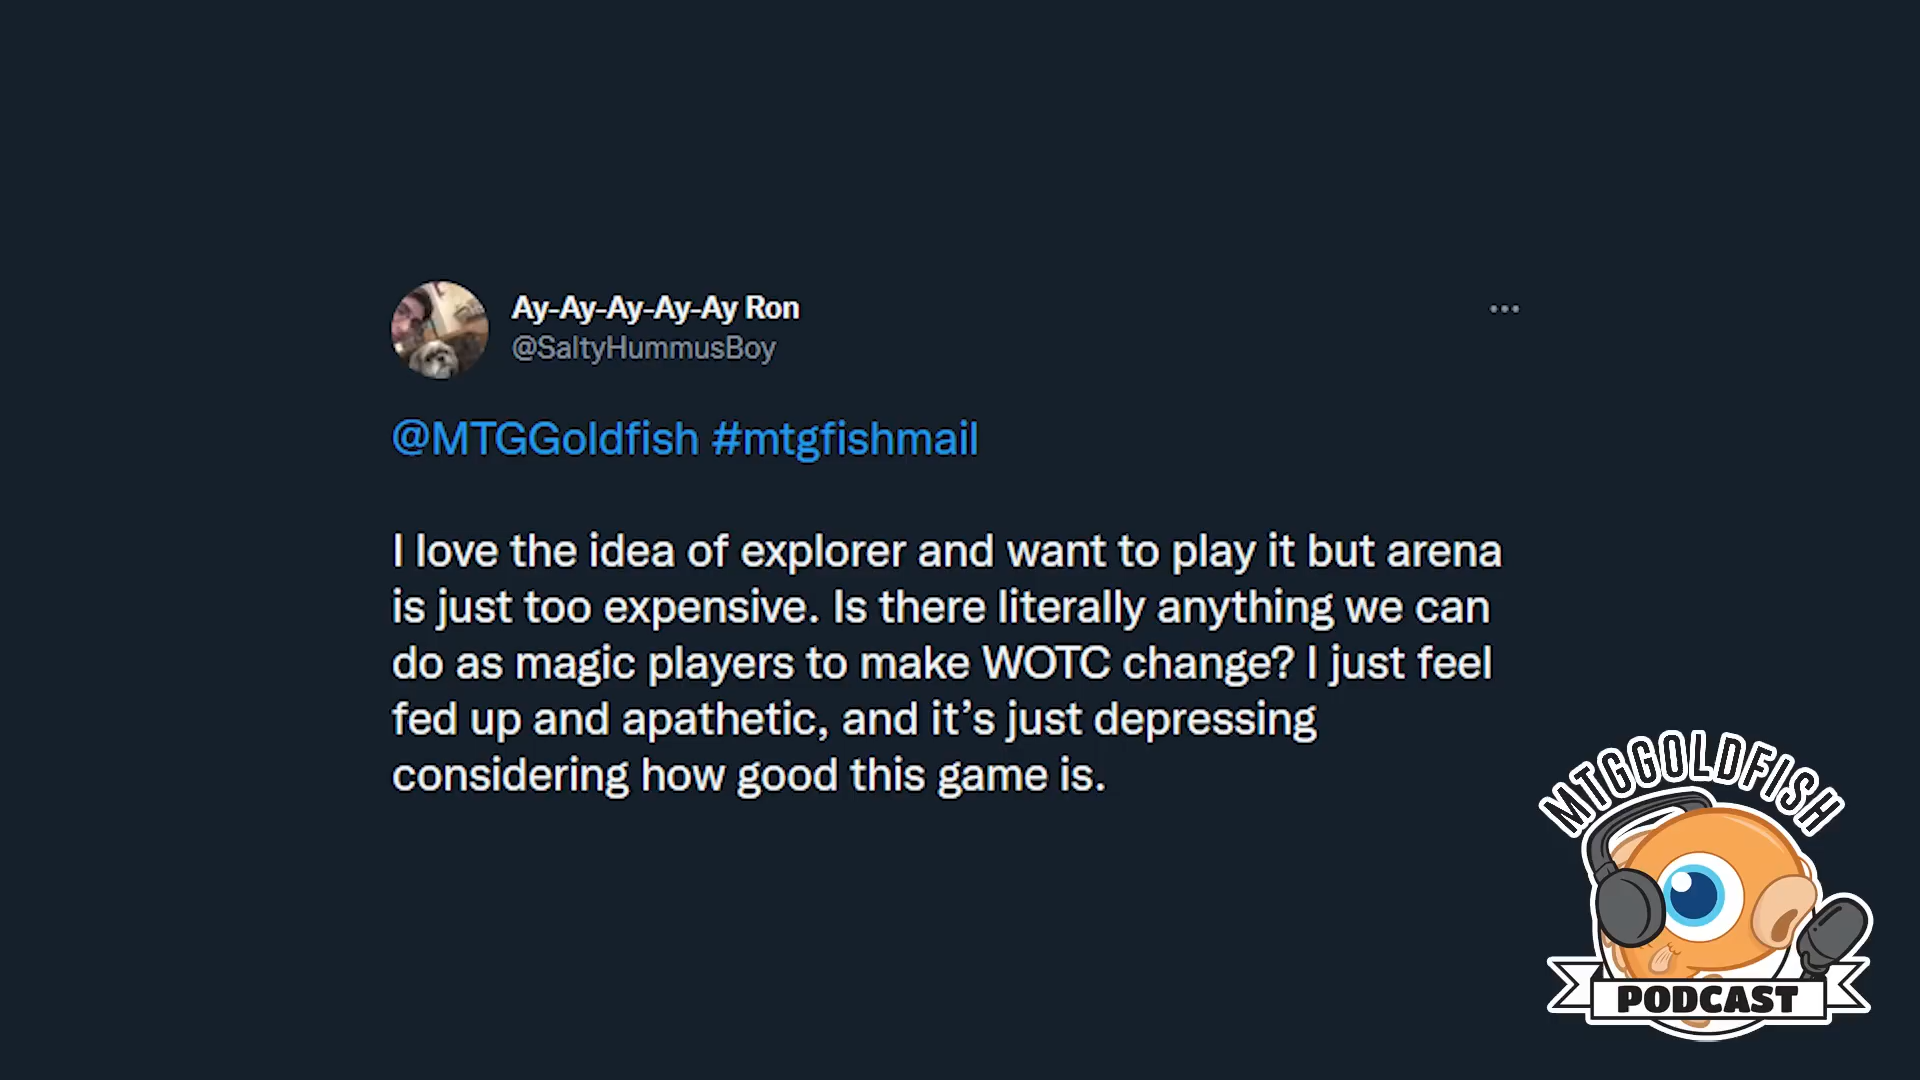 Ay-Ay-Ay-Ay-Ay Ron
@SaltyHummusBoy
@MTGGoldfish #mtgfishmail
I love the idea of explorer and want to play it but arena
is just too expensive. Is there literally anything we can
do as magic players to make WOTC change? I just feel
fed up and apathetic, and it’s just depressing
considering how good this game is.
MTGGOLDFISH
PODCAST